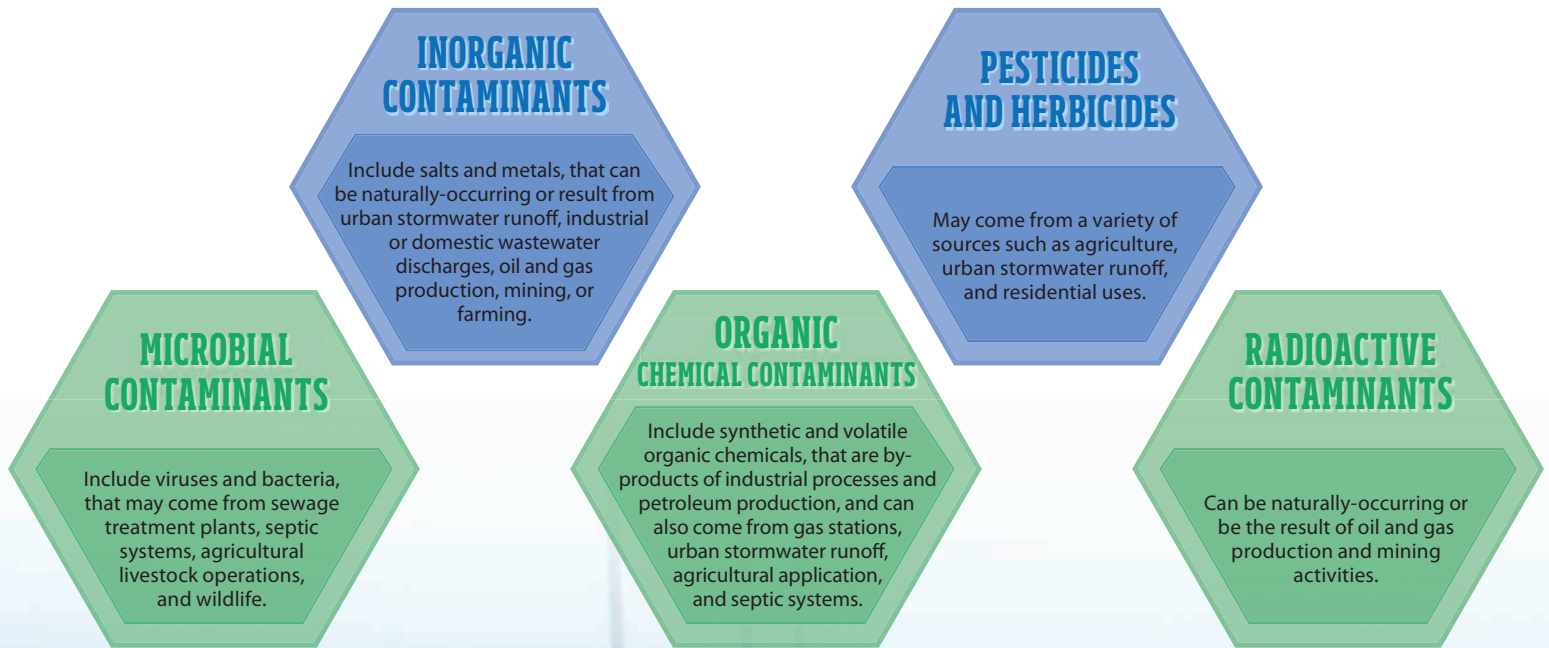 INORGANIC
CONTAMINANTS
Include salts and metals, that can
be naturally-occurring or result from
urban stormwater runoff, industrial
or domestic wastewater
discharges, oil and gas
production, mining, or
farming.
PESTICIDES
AND HERBICIDES
May come from a variety of
sources such as agriculture,
urban stormwater runoff,
and residential uses.
MICROBIAL
CONTAMINANTS
Include viruses and bacteria,
that may come from sewage
treatment plants, septic
systems, agricultural
livestock operations,
and wildlife.
ORGANIC
CHEMICAL CONTAMINANTS
Include synthetic and volatile
organic chemicals, that are by-
products of industrial processes and
petroleum production, and can
also come from gas stations,
urban stormwater runoff,
agricultural application,
and septic systems.
RADIOACTIVE
CONTAMINANTS
Can be naturally-occurring or
be the result of oil and gas
production and mining
activities.